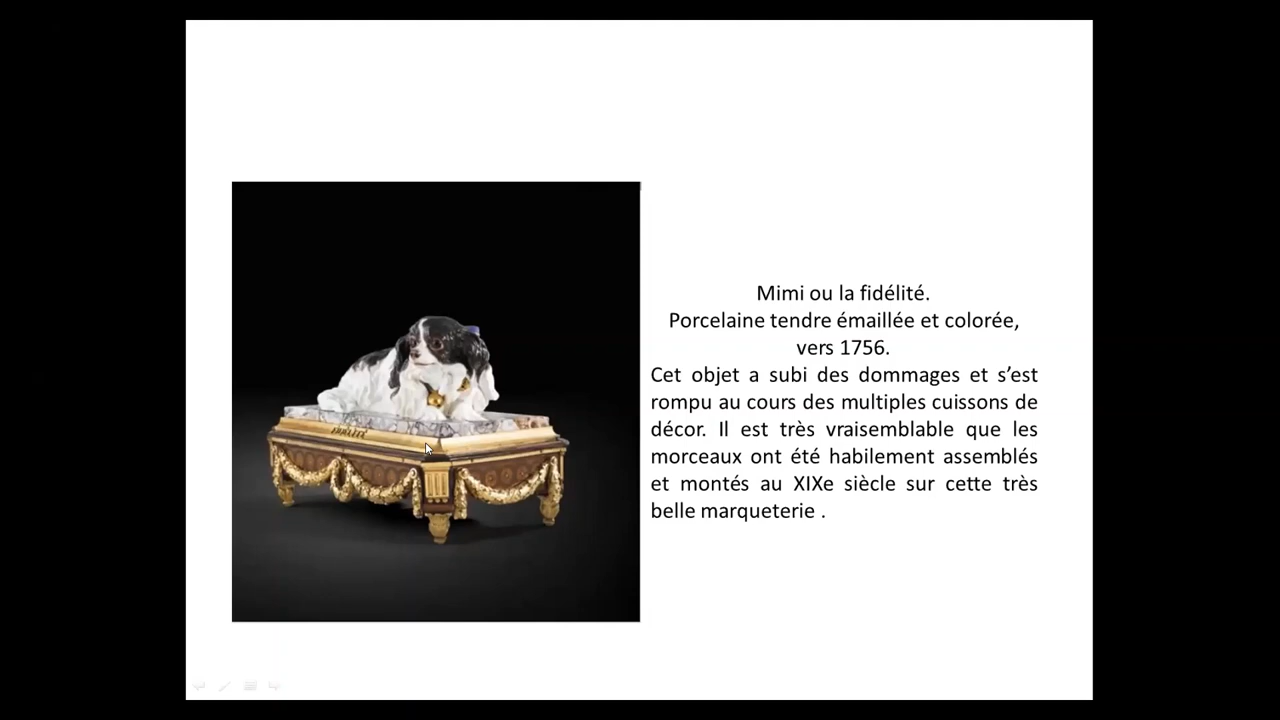 Mimi ou la fidélité.
Porcelaine tendre émaillée et colorée,
vers 1756.
Cet objet a subi des dommages et s’est
rompu au cours des multiples cuissons de
décor. Il est très vraisemblable que les
morceaux ont été habilement assemblés
et montés au XIXe siècle sur cette très
belle marqueterie .